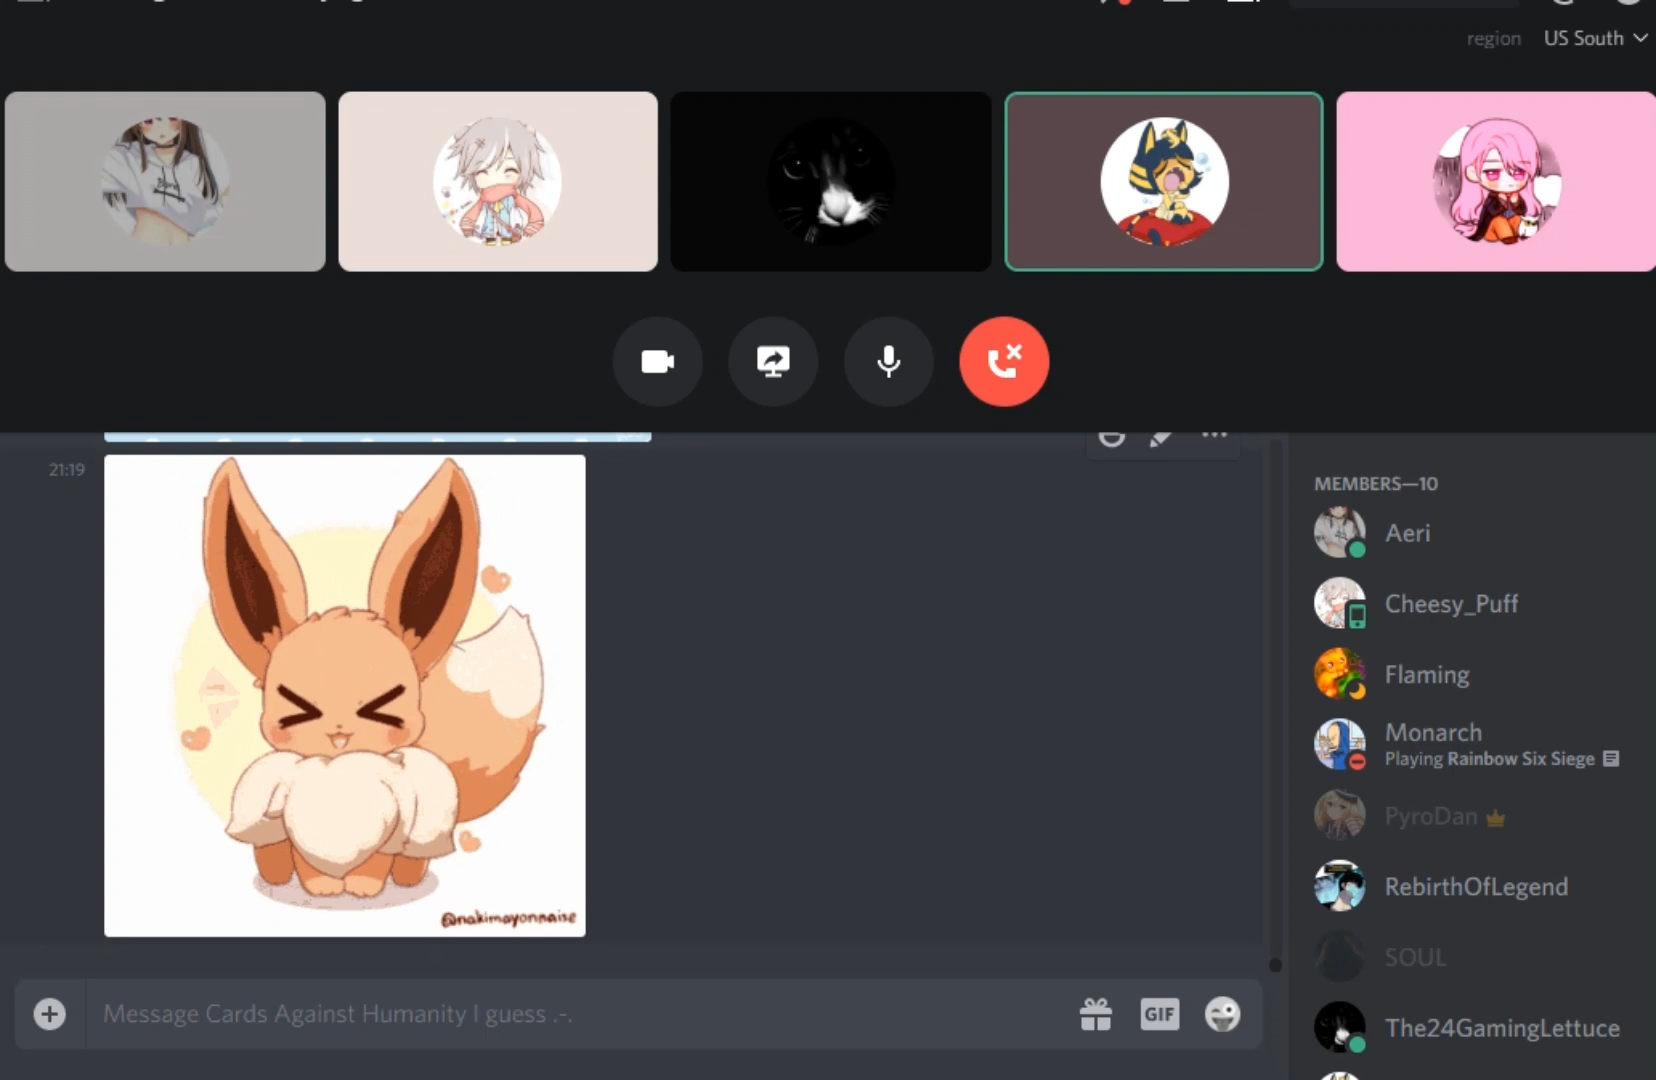 region US South
21:19
@nakimayonnaise
Message Cards Against Humanity I guess .-.
GIF
MEMBERS—10
Aeri
Cheesy_Puff
Flaming
Monarch
Playing Rainbow Six Siege
PyroDan
RebirthOfLegend
SOUL
The24GamingLettuce